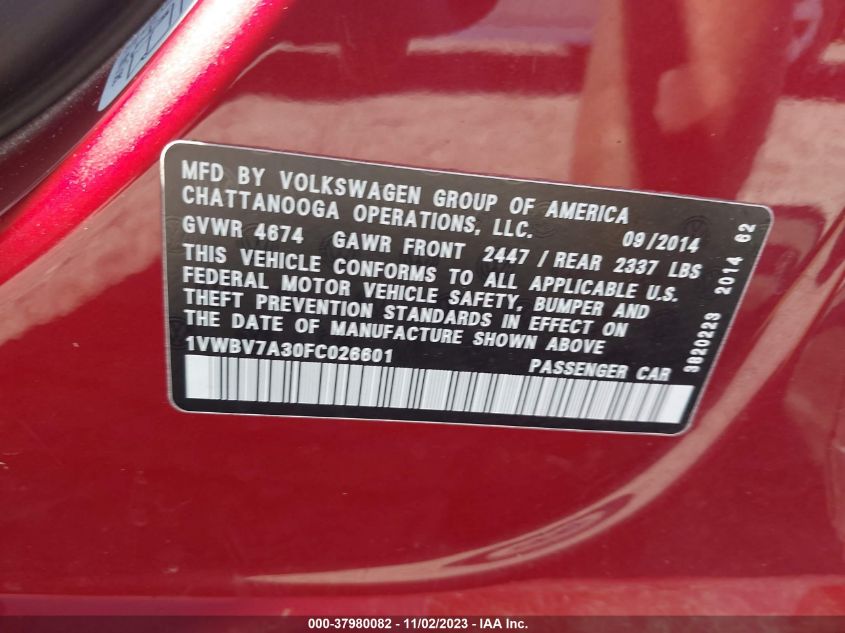 MFD BY VOLKSWAGEN GROUP OF AMERICA
CHATTANOOGA OPERATIONS, LLC. 09/2014
GVWR 4674 GAWR FRONT 2447 / REAR 2337 LBS
THIS VEHICLE CONFORMS TO ALL APPLICABLE U.S.
FEDERAL MOTOR VEHICLE SAFETY, BUMPER AND
THEFT PREVENTION STANDARDS IN EFFECT ON
THE DATE OF MANUFACTURE SHOWN ABOVE
1VWBV7A30FC026601 PASSENGER CAR
3820223 2014 62
000-37980082 - 11/02/2023 - IAA Inc.